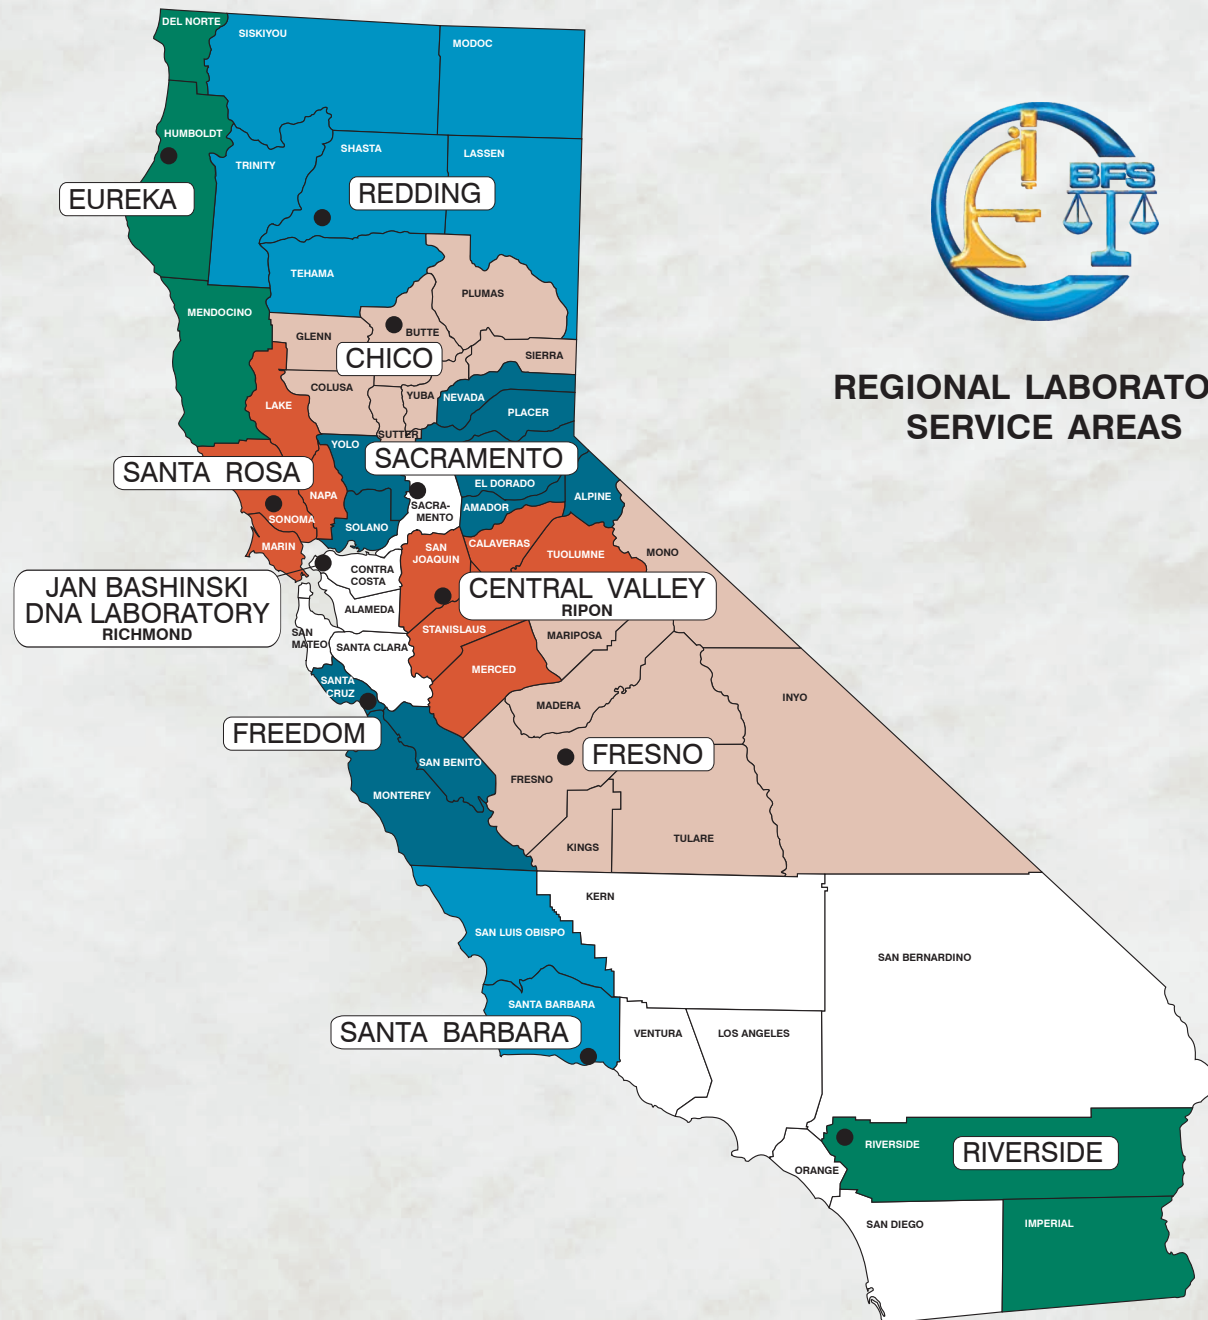 DEL NORTE
SISKIYOU
MODOC
HUMBOLDT
TRINITY
SHASTA
LASSEN
EUREKA
REDDING
BFS
TEHAMA
PLUMAS
MENDOCINO
GLENN
BUTTE
CHICO
SIERRA
REGIONAL LABORATO
SERVICE AREAS
COLUSA
YUBA
NEVADA
LAKE
PLACER
SUTTER
YOLO
SACRAMENTO
SANTA ROSA
EL DORADO
NAPA
ALPINE
SACRA-
MENTO
AMADOR
SONOMA
SOLANO
MARIN
SAN
JOAQUIN
CALAVERAS
TUOLUMNE
MONO
CONTRA
COSTA
JAN BASHINSKI
DNA LABORATORY
RICHMOND
CENTRAL VALLEY
RIPON
ALAMEDA
STANISLAUS
MARIPOSA
SAN
MATEO
SANTA CLARA
MERCED
SANTA
CRUZ
INYO
MADERA
FREEDOM
FRESNO
SAN BENITO
FRESNO
MONTEREY
TULARE
KINGS
KERN
SAN LUIS OBISPO
SAN BERNARDINO
SANTA BARBARA
SANTA BARBARA
VENTURA
LOS ANGELES
RIVERSIDE
RIVERSIDE
ORANGE
SAN DIEGO
IMPERIAL